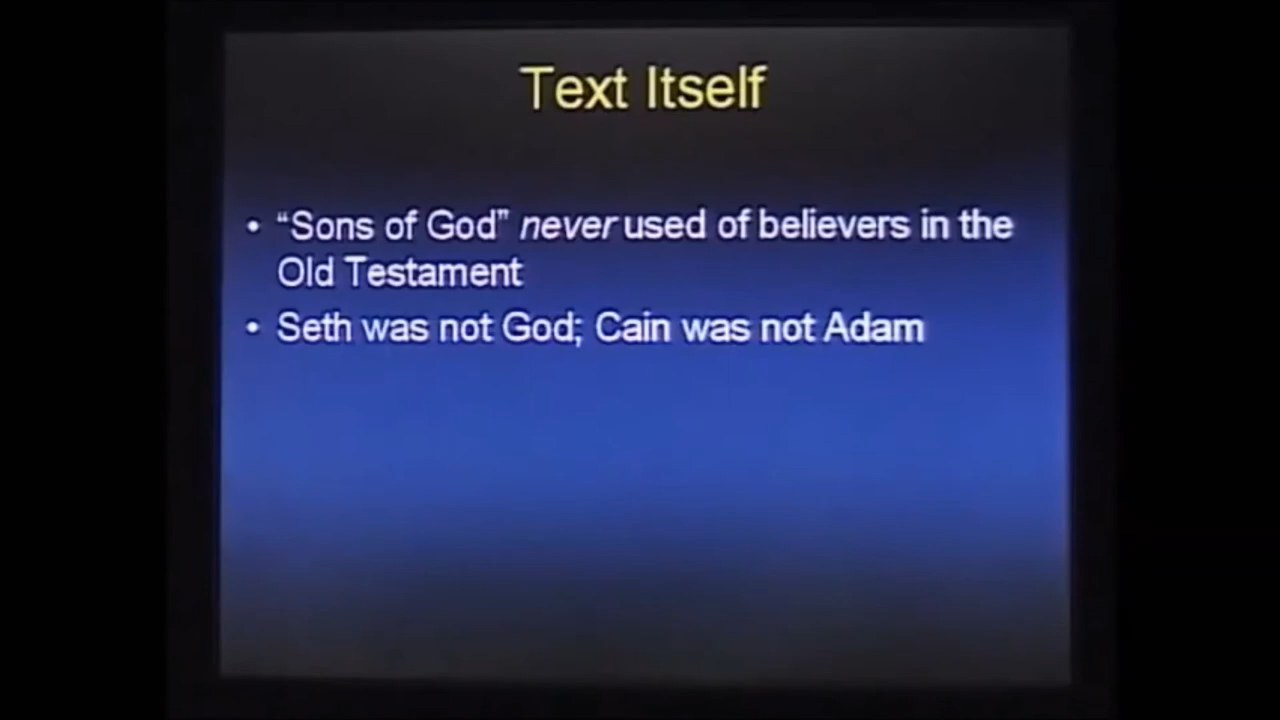 Text Itself
• “Sons of God” never used of believers in the
Old Testament
• Seth was not God; Cain was not Adam